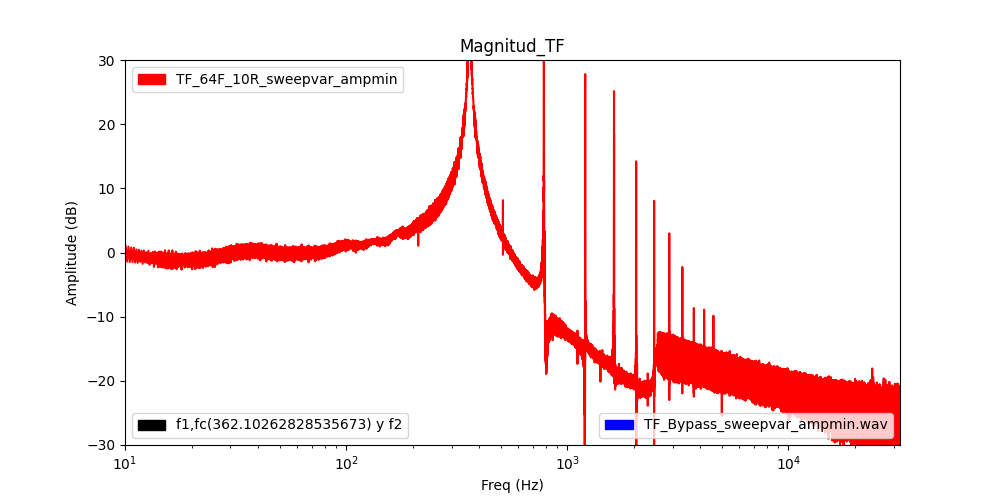 Magnitud_TF
30
TF_64F_10R_sweepvar_ampmin
20
10
0
−10
−20
−30
Amplitude (dB)
f1,fc(362.10262828535673) y f2
TF_Bypass_sweepvar_ampmin.wav
10¹ 10² 10³ 10⁴
Freq (Hz)